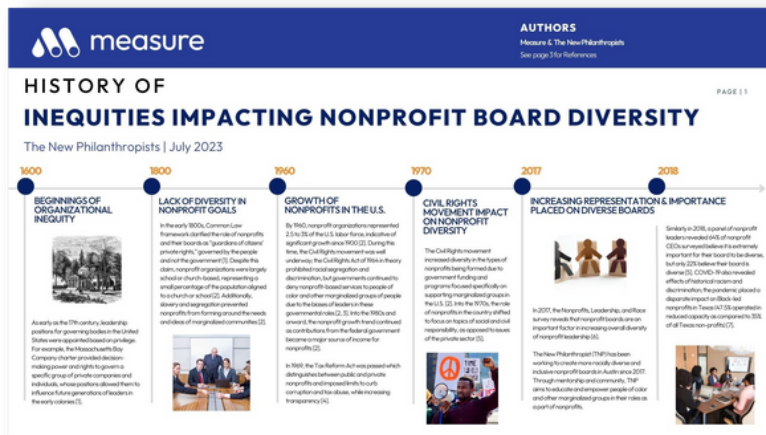 measure
AUTHORS
Measure & The New Philanthropists
See page 3 for References
HISTORY OF
PAGE | 1
INEQUITIES IMPACTING NONPROFIT BOARD DIVERSITY
The New Philanthropists | July 2023
1600
1800
1960
1970
2017
2018
BEGINNINGS OF
ORGANIZATIONAL
INEQUITY
As early as the 17th century, leadership
positions for governing bodies in the United
States were appointed based on privilege.
For example, the Massachusetts Bay
Company charter provided decision-
making power and rights to govern to a
specific group of private companies and
individuals, whose positions allowed them to
influence future generations of leaders in
the early colonies [1].
LACK OF DIVERSITY IN
NONPROFIT GOALS
In the early 1800s, Common Law
framework clarified the role of nonprofits
and their boards as "guardians of citizens'
private rights," governed by the people
and not the government [1]. Despite this
claim, nonprofit organizations were largely
school or church-based, representing a
small percentage of the population aligned
to a church or school [2]. Additionally,
slavery and segregation prevented
nonprofits from forming around the needs
and ideas of marginalized communities [2].
GROWTH OF
NONPROFITS IN THE U.S.
By 1960, nonprofit organizations represented
2.5 to 3% of the U.S. labor force, indicative of
significant growth since 1900 [2]. During this
time, the Civil Rights Movement was well
underway; the Civil Rights Act of 1964 in theory
prohibited racial segregation and
discrimination, but governments continued to
deny nonprofit-based services to people of
color and other marginalized groups of people
due to the biases of leaders in these
governmental roles [2, 3]. Into the 1980s and
onward, the nonprofit growth trend continued
as contributions from the federal government
became a major source of income for
nonprofits [2].
In 1969, the Tax Reform Act was passed which
distinguishes between public and private
nonprofits and imposed limits to curb
corruption and tax abuse, while increasing
transparency [4].
CIVIL RIGHTS
MOVEMENT IMPACT
ON NONPROFIT
DIVERSITY
The Civil Rights movement
increased diversity in the types of
nonprofits being formed due to
government funding and
programs focused specifically on
supporting marginalized groups in
the U.S. [2]. Into the 1970s, the role
of nonprofits in the country shifted
to focus on topics of social and civil
responsibility, as opposed to issues
of the private sector [5].
TIME
INCREASING REPRESENTATION & IMPORTANCE
PLACED ON DIVERSE BOARDS
In 2017, the Nonprofits, Leadership, and Race
survey reveals that nonprofit boards are an
important factor in increasing overall diversity
of nonprofit leadership [6].
The New Philanthropist (TNP) has been
working to create more racially diverse and
inclusive nonprofit boards in Austin since 2017.
Through mentorship and community, TNP
aims to educate and empower people of color
and other marginalized groups in their roles as
a part of nonprofits.
Similarly in 2018, a panel of nonprofit
leaders revealed 64% of nonprofit
CEOs surveyed believe it is extremely
important for their board to be diverse,
but only 22% believe their board is
diverse [5]. COVID-19 also revealed
effects of historical racism and
discrimination; the pandemic placed a
disparate impact on Black-led
nonprofits in Texas (47.5% operated in
reduced capacity as compared to 35%
of all Texas non-profits) [7].